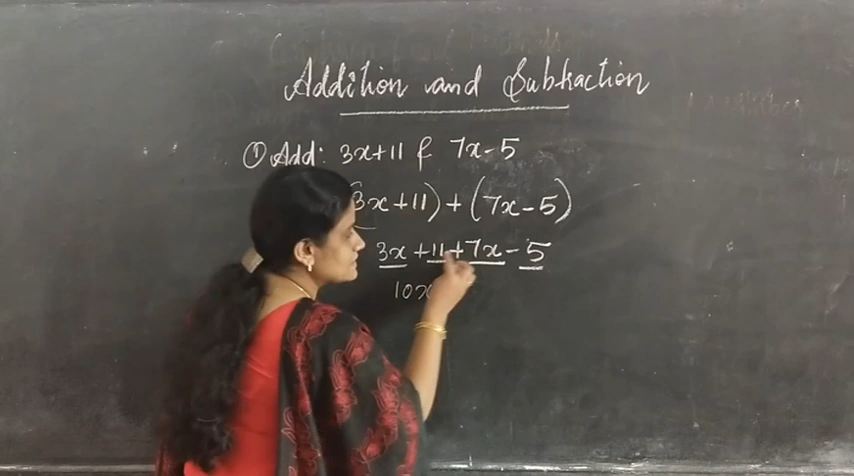 Addition and Subtraction
① Add: 3x+11 & 7x-5
(3x+11)+(7x-5)
3x+11+7x-5
10x